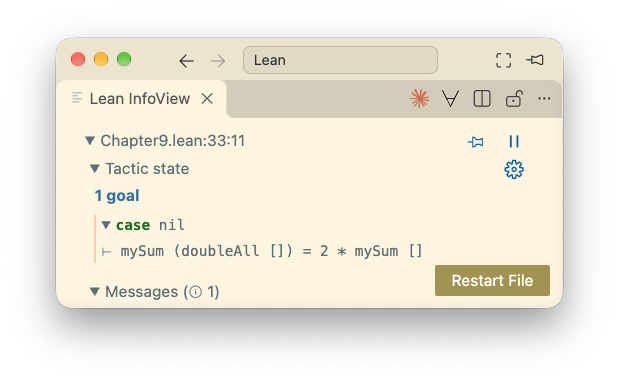 Lean
Lean InfoView
Chapter9.lean:33:11
Tactic state
1 goal
case nil
⊢ mySum (doubleAll []) = 2 * mySum []
Messages (ⓘ 1)
Restart File